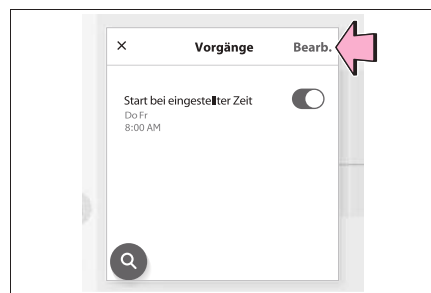 × Vorgänge Bearb.
Start bei eingestellter Zeit
Do Fr
8:00 AM